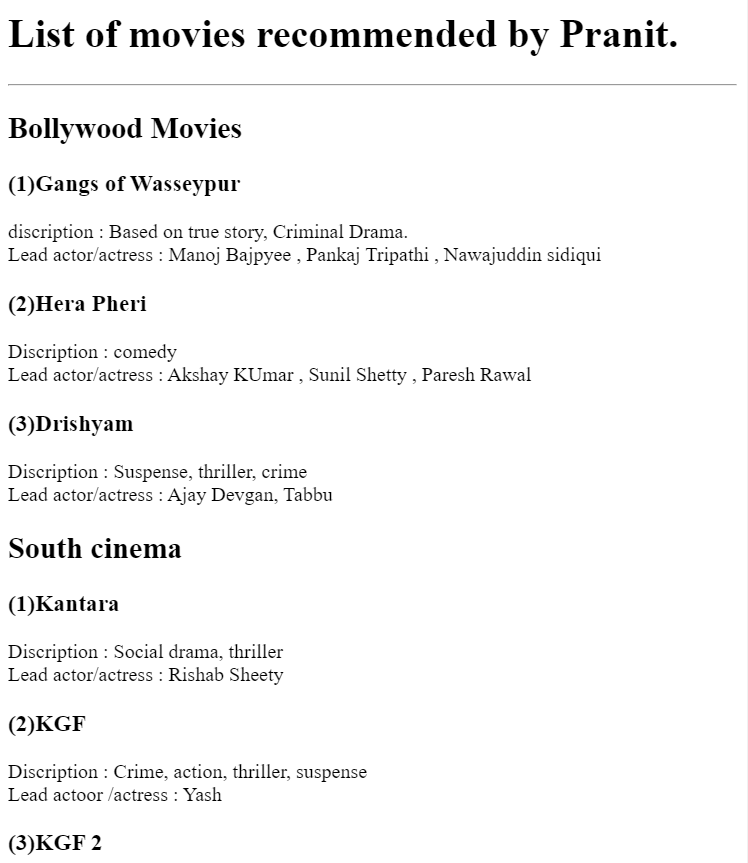 List of movies recommended by Pranit.
Bollywood Movies
(1)Gangs of Wasseypur
discription : Based on true story, Criminal Drama.
Lead actor/actress : Manoj Bajpyee , Pankaj Tripathi , Nawajuddin sidiqui
(2)Hera Pheri
Discription : comedy
Lead actor/actress : Akshay KUmar , Sunil Shetty , Paresh Rawal
(3)Drishyam
Discription : Suspense, thriller, crime
Lead actor/actress : Ajay Devgan, Tabbu
South cinema
(1)Kantara
Discription : Social drama, thriller
Lead actor/actress : Rishab Sheety
(2)KGF
Discription : Crime, action, thriller, suspense
Lead actoor /actress : Yash
(3)KGF 2